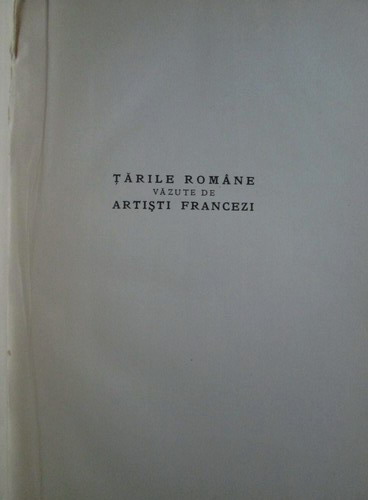 ȚĂRILE ROMÂNE
VĂZUTE DE
ARTIȘTI FRANCEZI